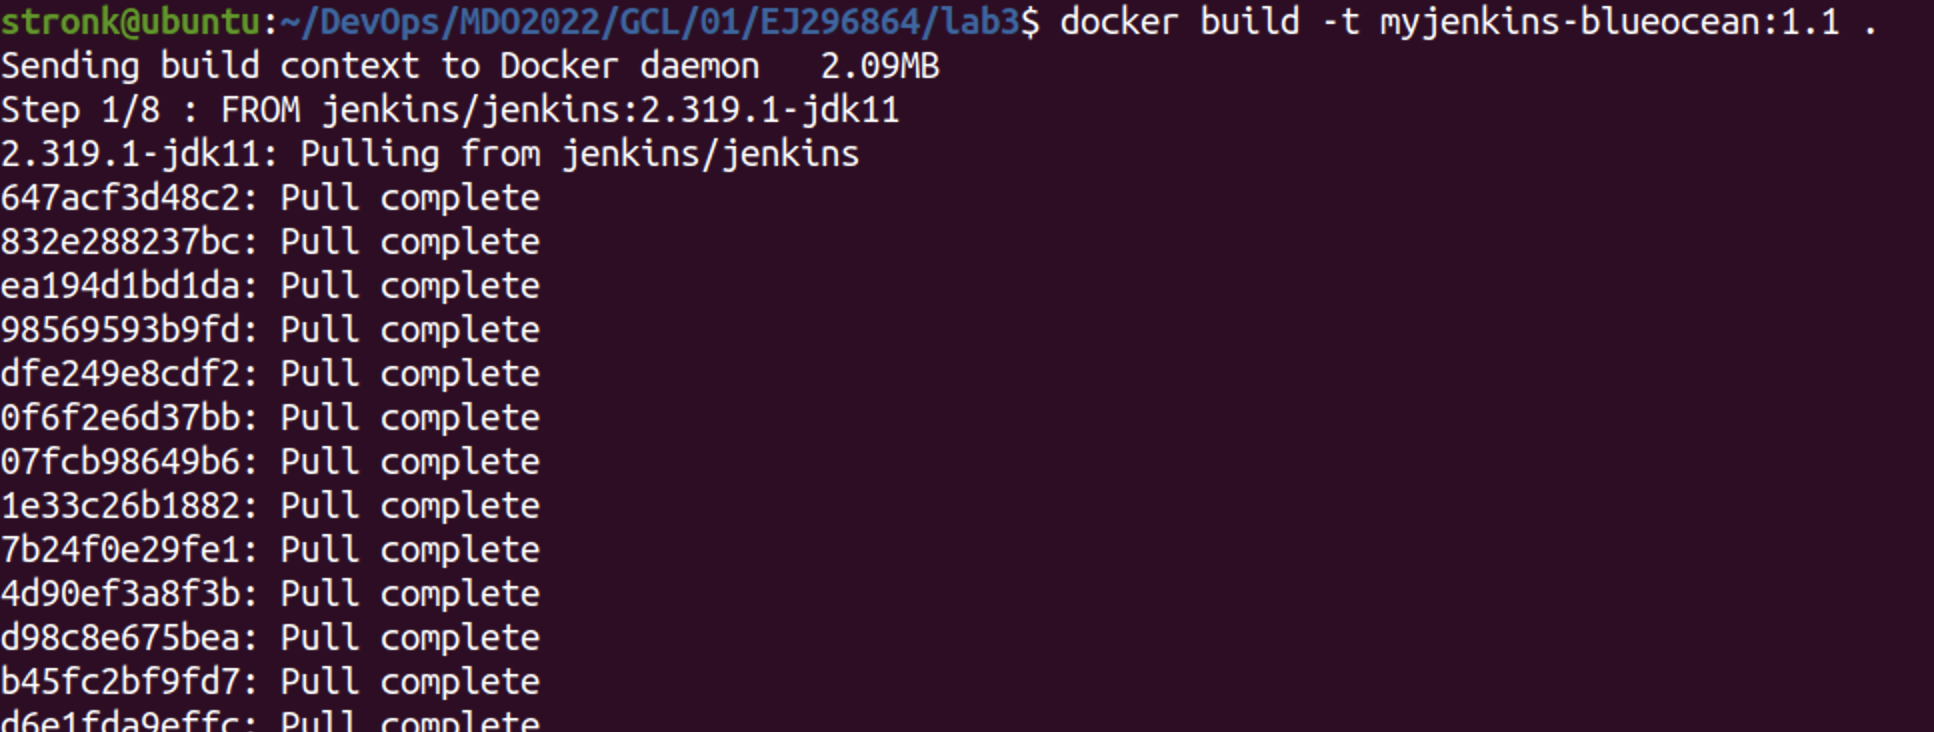 stronk@ubuntu:~/DevOps/MDO2022/GCL/01/EJ296864/lab3$ docker build -t myjenkins-blueocean:1.1 .
Sending build context to Docker daemon   2.09MB
Step 1/8 : FROM jenkins/jenkins:2.319.1-jdk11
2.319.1-jdk11: Pulling from jenkins/jenkins
647acf3d48c2: Pull complete
832e288237bc: Pull complete
ea194d1bd1da: Pull complete
98569593b9fd: Pull complete
dfe249e8cdf2: Pull complete
0f6f2e6d37bb: Pull complete
07fcb98649b6: Pull complete
1e33c26b1882: Pull complete
7b24f0e29fe1: Pull complete
4d90ef3a8f3b: Pull complete
d98c8e675bea: Pull complete
b45fc2bf9fd7: Pull complete
d6e1fda9effc: Pull complete